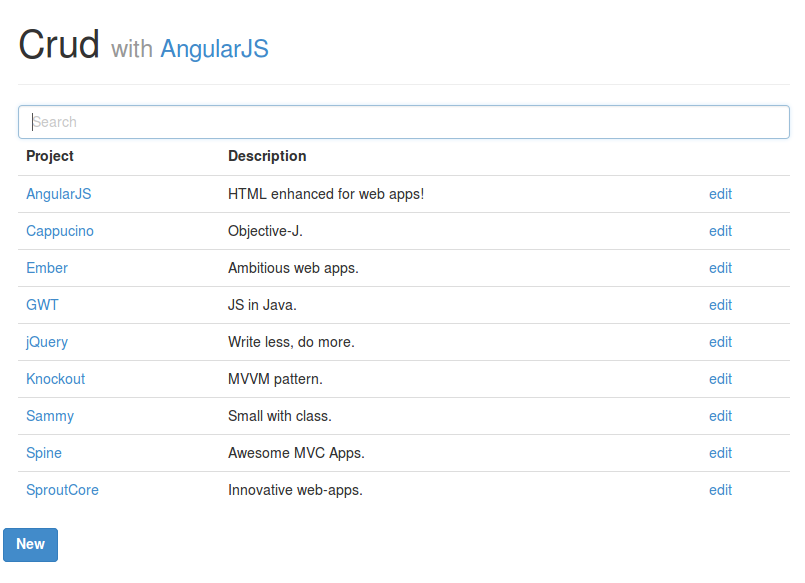 Crud with AngularJS
Search
Project Description
AngularJS HTML enhanced for web apps! edit
Cappucino Objective-J. edit
Ember Ambitious web apps. edit
GWT JS in Java. edit
jQuery Write less, do more. edit
Knockout MVVM pattern. edit
Sammy Small with class. edit
Spine Awesome MVC Apps. edit
SproutCore Innovative web-apps. edit
New